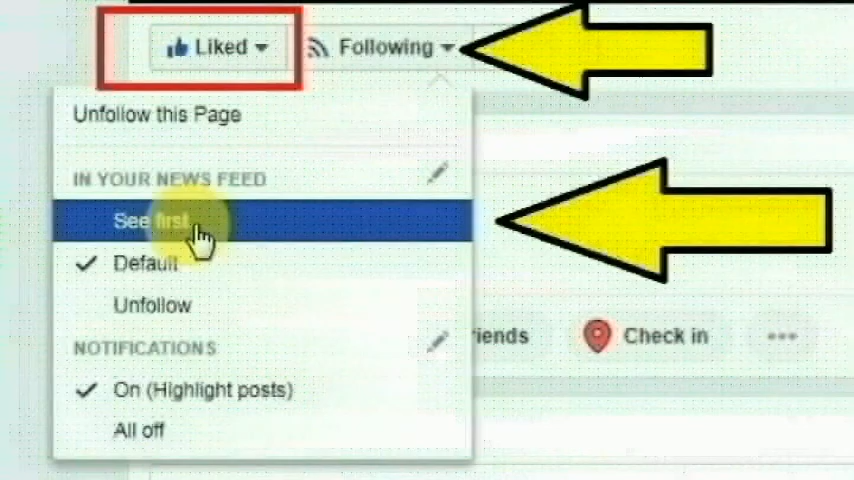 Liked Following
Unfollow this Page
IN YOUR NEWS FEED
See first
Default
Unfollow
NOTIFICATIONS
riends Check in
On (Highlight posts)
All off